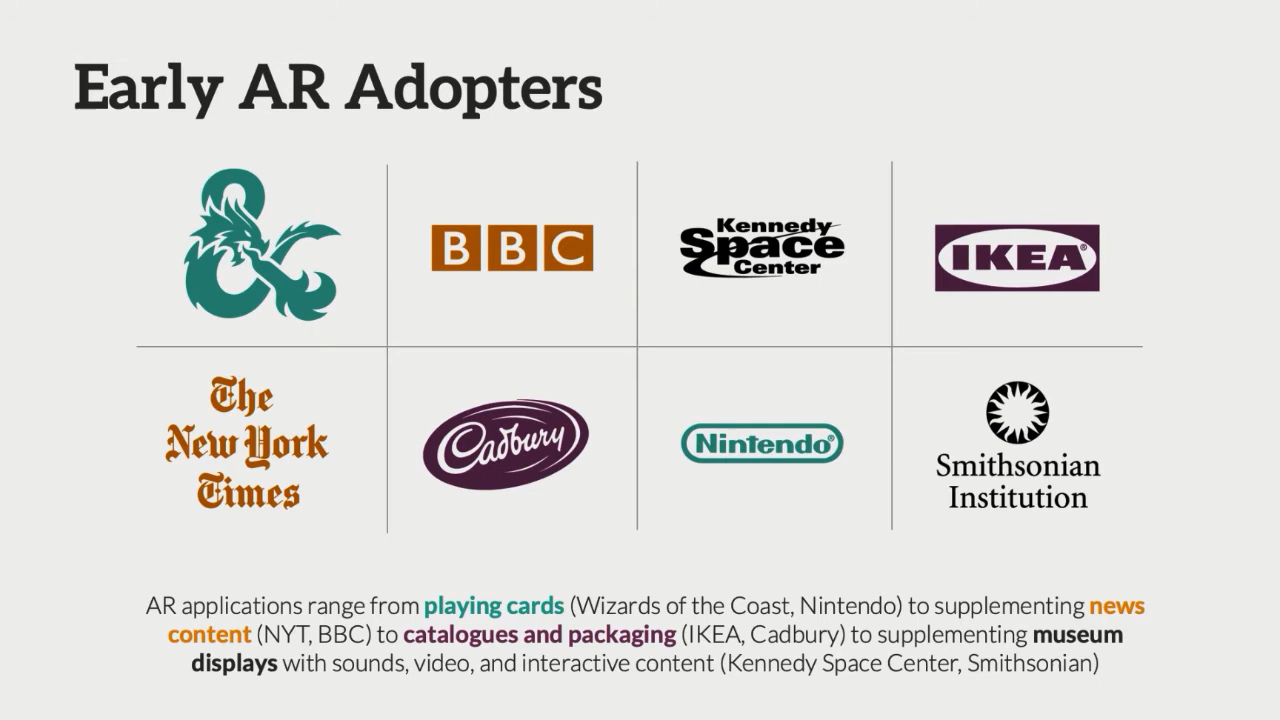 Early AR Adopters
BBC
Kennedy
Space
Center
IKEA®
The
New York
Times
Cadbury
Nintendo®
Smithsonian
Institution
AR applications range from playing cards (Wizards of the Coast, Nintendo) to supplementing news
content (NYT, BBC) to catalogues and packaging (IKEA, Cadbury) to supplementing museum
displays with sounds, video, and interactive content (Kennedy Space Center, Smithsonian)